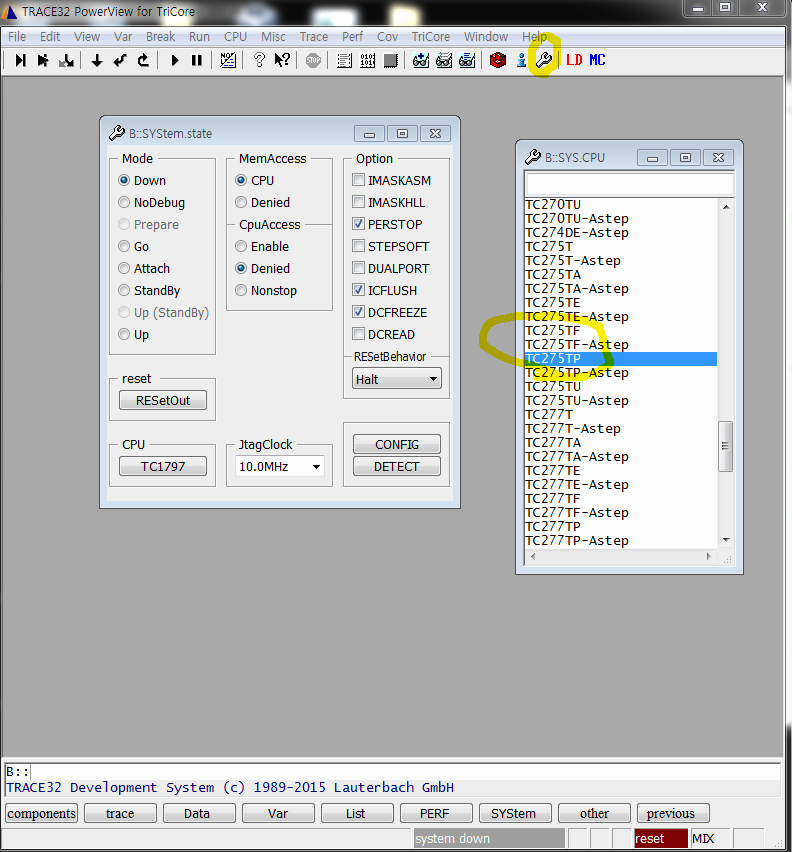 TRACE32 PowerView for TriCore
File Edit View Var Break Run CPU Misc Trace Perf Cov TriCore Window Help
STOP LD MC
B::SYStem.state
Mode
Down
NoDebug
Prepare
Go
Attach
StandBy
Up (StandBy)
Up
reset
RESetOut
CPU
TC1797
MemAccess
CPU
Denied
CpuAccess
Enable
Denied
Nonstop
JtagClock
10.0MHz
Option
IMASKASM
IMASKHLL
PERSTOP
STEPSOFT
DUALPORT
ICFLUSH
DCFREEZE
DCREAD
RESetBehavior
Halt
CONFIG
DETECT
B::SYS.CPU
TC270TU
TC270TU-Astep
TC274DE-Astep
TC275T
TC275T-Astep
TC275TA
TC275TA-Astep
TC275TE
TC275TE-Astep
TC275TF
TC275TF-Astep
TC275TP
TC275TP-Astep
TC275TU
TC275TU-Astep
TC277T
TC277T-Astep
TC277TA
TC277TA-Astep
TC277TE
TC277TE-Astep
TC277TF
TC277TF-Astep
TC277TP
TC277TP-Astep
B::
TRACE32 Development System (c) 1989-2015 Lauterbach GmbH
components trace Data Var List PERF SYStem other previous
system down reset MIX